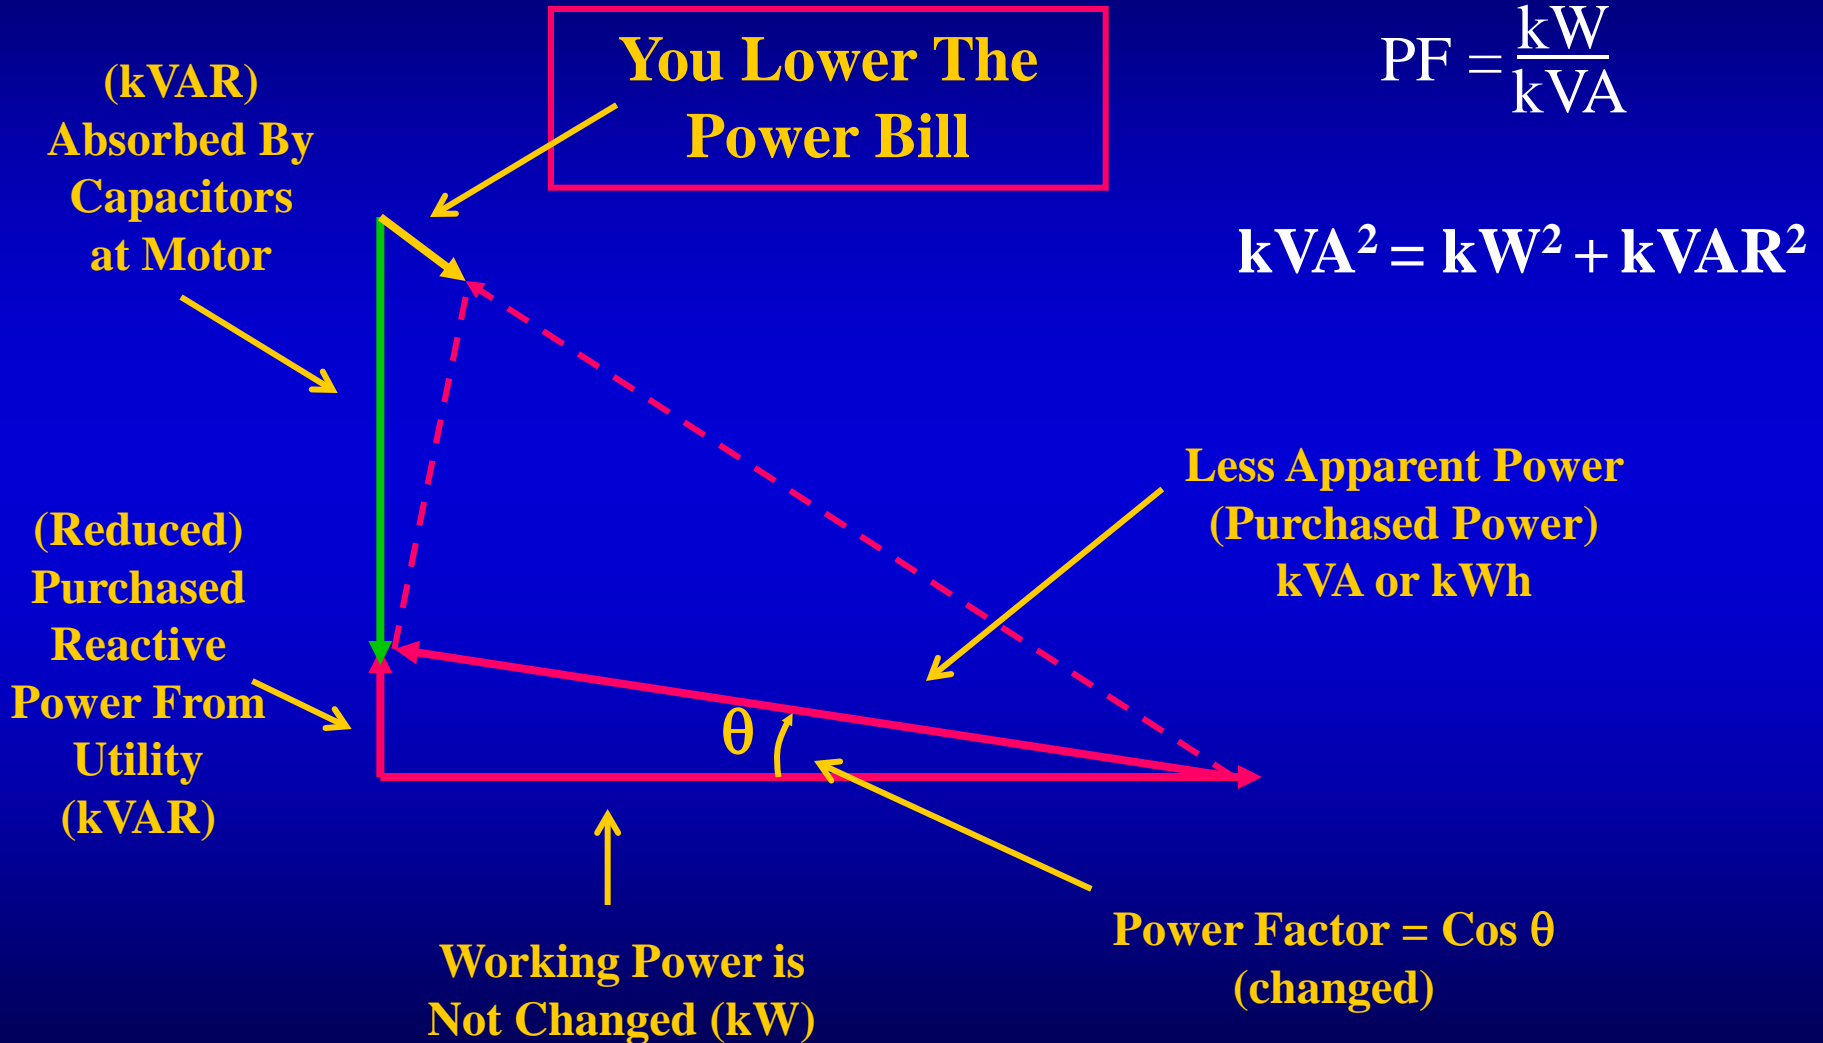 You Lower The
Power Bill
PF = kW
kVA
(kVAR)
Absorbed By
Capacitors
at Motor
kVA² = kW² + kVAR²
Less Apparent Power
(Purchased Power)
kVA or kWh
(Reduced)
Purchased
Reactive
Power From
Utility
(kVAR)
θ
Power Factor = Cos θ
(changed)
Working Power is
Not Changed (kW)